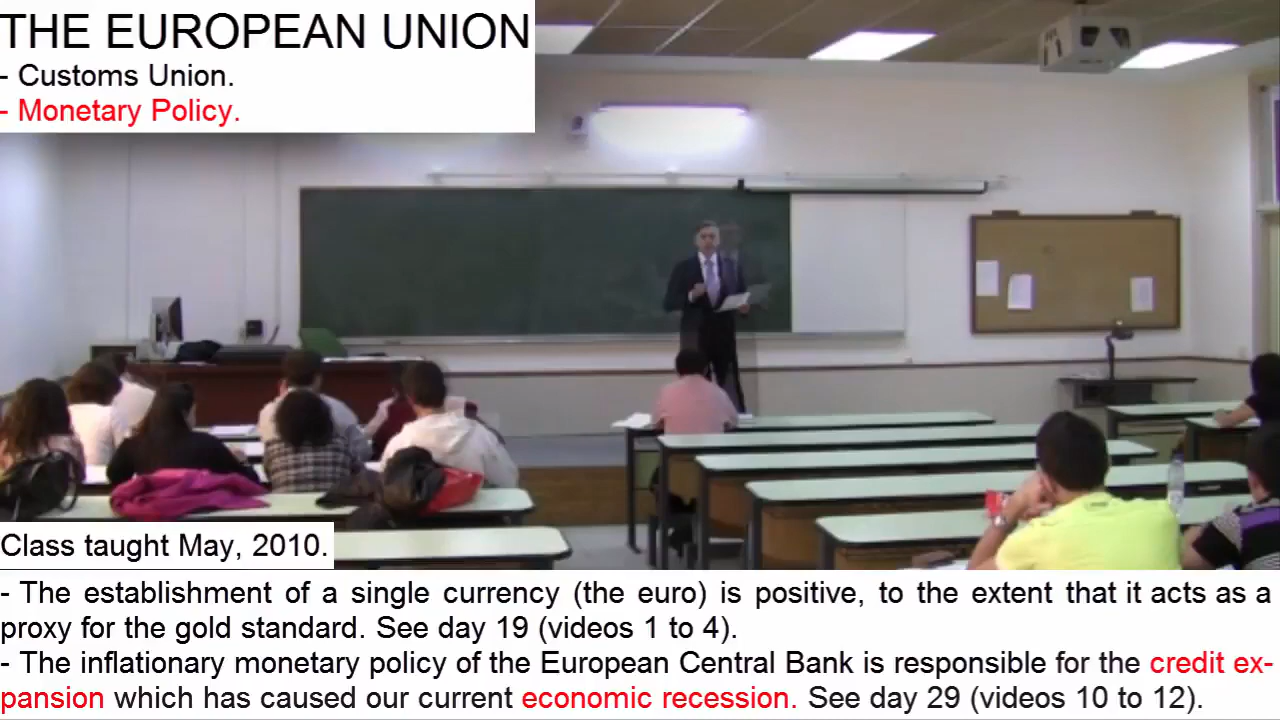 THE EUROPEAN UNION
- Customs Union.
- Monetary Policy.
Class taught May, 2010.
- The establishment of a single currency (the euro) is positive, to the extent that it acts as a
proxy for the gold standard. See day 19 (videos 1 to 4).
- The inflationary monetary policy of the European Central Bank is responsible for the credit ex-
pansion which has caused our current economic recession. See day 29 (videos 10 to 12).